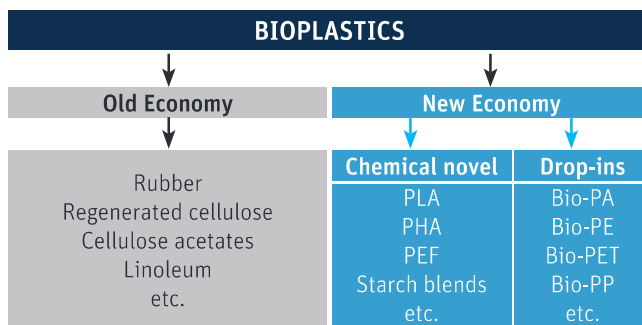 BIOPLASTICS
Old Economy
Rubber
Regenerated cellulose
Cellulose acetates
Linoleum
etc.
New Economy
Chemical novel
PLA
PHA
PEF
Starch blends
etc.
Drop-ins
Bio-PA
Bio-PE
Bio-PET
Bio-PP
etc.